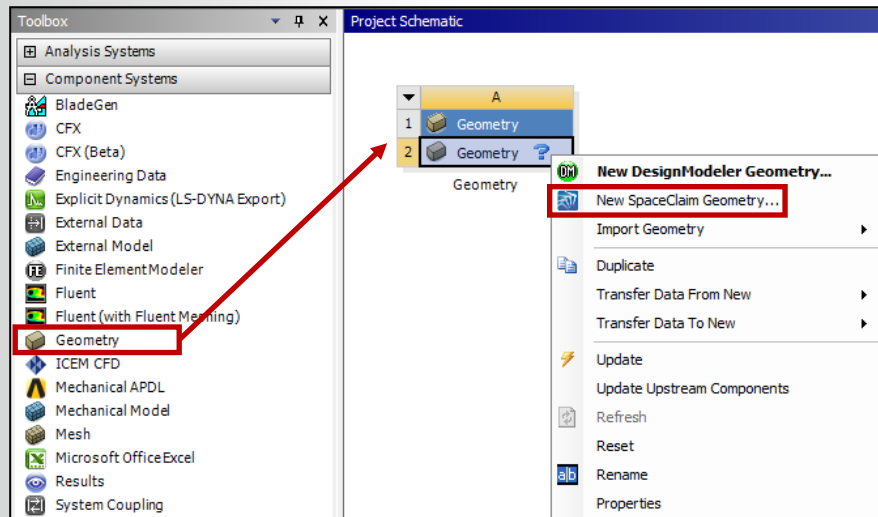 Toolbox
Analysis Systems
Component Systems
BladeGen
CFX
CFX (Beta)
Engineering Data
Explicit Dynamics (LS-DYNA Export)
External Data
External Model
Finite Element Modeler
Fluent
Fluent (with Fluent Meshing)
Geometry
ICEM CFD
Mechanical APDL
Mechanical Model
Mesh
Microsoft Office Excel
Results
System Coupling
Project Schematic
A
1 Geometry
2 Geometry ?
Geometry
DM New DesignModeler Geometry...
New SpaceClaim Geometry...
Import Geometry
Duplicate
Transfer Data From New
Transfer Data To New
Update
Update Upstream Components
Refresh
Reset
a|b Rename
Properties